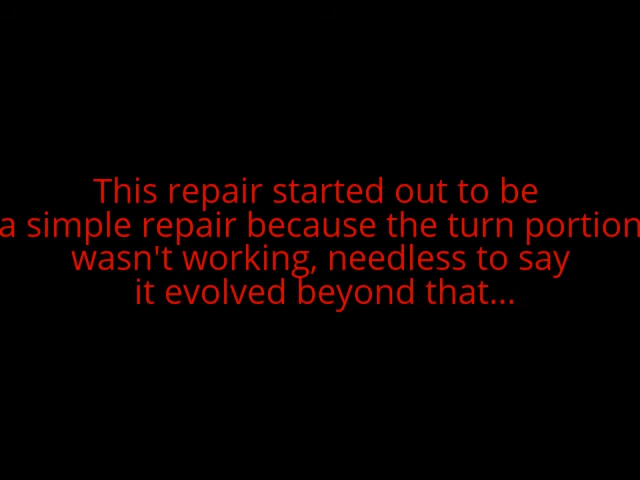 This repair started out to be
a simple repair because the turn portion
wasn't working, needless to say
it evolved beyond that...